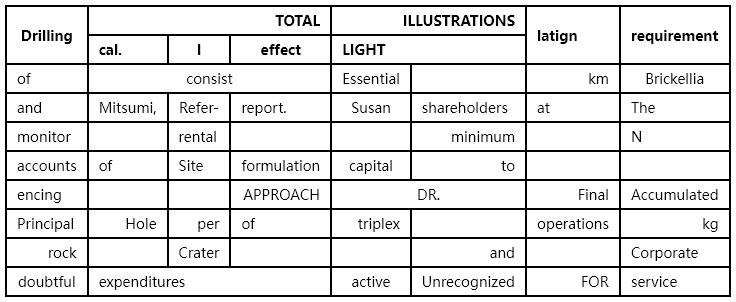 Drilling TOTAL ILLUSTRATIONS latign requirement
cal. I effect LIGHT
of consist Essential km Brickellia
and Mitsumi, Refer- report. Susan shareholders at The
monitor rental minimum N
accounts of Site formulation capital to
encing APPROACH DR. Final Accumulated
Principal Hole per of triplex operations kg
rock Crater and Corporate
doubtful expenditures active Unrecognized FOR service